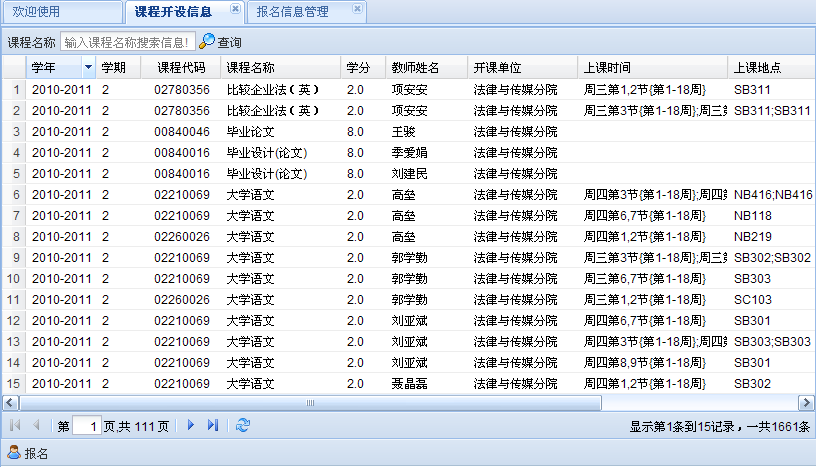 欢迎使用 课程开设信息 报名信息管理
课程名称 输入课程名称搜索信息! 查询
学年 学期 课程代码 课程名称 学分 教师姓名 开课单位 上课时间 上课地点
1 2010-2011 2 02780356 比较企业法(英) 2.0 项安安 法律与传媒分院 周三第1,2节{第1-18周} SB311
2 2010-2011 2 02780356 比较企业法(英) 2.0 项安安 法律与传媒分院 周三第3节{第1-18周};周三第 SB311;SB311
3 2010-2011 2 00840046 毕业论文 8.0 王骏 法律与传媒分院
4 2010-2011 2 00840016 毕业设计(论文) 8.0 季爱娟 法律与传媒分院
5 2010-2011 2 00840016 毕业设计(论文) 8.0 刘建民 法律与传媒分院
6 2010-2011 2 02210069 大学语文 2.0 高垒 法律与传媒分院 周四第3节{第1-18周};周四第 NB416;NB416
7 2010-2011 2 02210069 大学语文 2.0 高垒 法律与传媒分院 周四第6,7节{第1-18周} NB118
8 2010-2011 2 02260026 大学语文 2.0 高垒 法律与传媒分院 周四第1,2节{第1-18周} NB219
9 2010-2011 2 02210069 大学语文 2.0 郭学勤 法律与传媒分院 周三第3节{第1-18周};周三第 SB302;SB302
10 2010-2011 2 02210069 大学语文 2.0 郭学勤 法律与传媒分院 周三第6,7节{第1-18周} SB303
11 2010-2011 2 02260026 大学语文 2.0 郭学勤 法律与传媒分院 周三第1,2节{第1-18周} SC103
12 2010-2011 2 02210069 大学语文 2.0 刘亚斌 法律与传媒分院 周四第6,7节{第1-18周} SB301
13 2010-2011 2 02210069 大学语文 2.0 刘亚斌 法律与传媒分院 周四第3节{第1-18周};周四第 SB303;SB303
14 2010-2011 2 02210069 大学语文 2.0 刘亚斌 法律与传媒分院 周四第8,9节{第1-18周} SB301
15 2010-2011 2 02210069 大学语文 2.0 聂晶磊 法律与传媒分院 周四第1,2节{第1-18周} SB302
第 1 页,共 111 页 显示第1条到15记录，一共1661条
报名